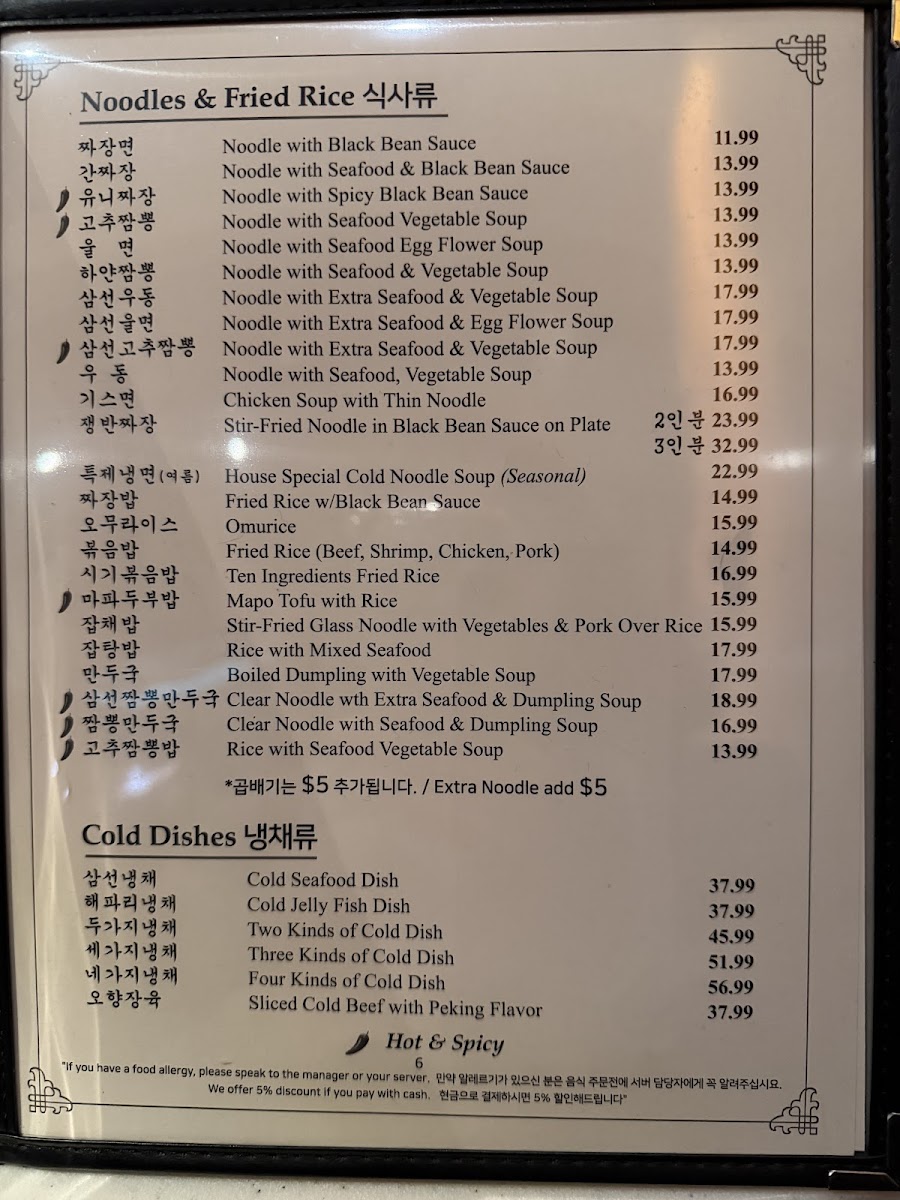 Noodles & Fried Rice 식사류
짜장면 Noodle with Black Bean Sauce 11.99
간짜장 Noodle with Seafood & Black Bean Sauce 13.99
유니짜장 Noodle with Spicy Black Bean Sauce 13.99
고추짬뽕 Noodle with Seafood Vegetable Soup 13.99
울 면 Noodle with Seafood Egg Flower Soup 13.99
하얀짬뽕 Noodle with Seafood & Vegetable Soup 13.99
삼선우동 Noodle with Extra Seafood & Vegetable Soup 17.99
삼선울면 Noodle with Extra Seafood & Egg Flower Soup 17.99
삼선고추짬뽕 Noodle with Extra Seafood & Vegetable Soup 17.99
우 동 Noodle with Seafood, Vegetable Soup 13.99
기스면 Chicken Soup with Thin Noodle 16.99
쟁반짜장 Stir-Fried Noodle in Black Bean Sauce on Plate 2인분 23.99
3인분 32.99
특제냉면(여름) House Special Cold Noodle Soup (Seasonal) 22.99
짜장밥 Fried Rice w/Black Bean Sauce 14.99
오무라이스 Omurice 15.99
볶음밥 Fried Rice (Beef, Shrimp, Chicken, Pork) 14.99
시기볶음밥 Ten Ingredients Fried Rice 16.99
마파두부밥 Mapo Tofu with Rice 15.99
잡채밥 Stir-Fried Glass Noodle with Vegetables & Pork Over Rice 15.99
잡탕밥 Rice with Mixed Seafood 17.99
만두국 Boiled Dumpling with Vegetable Soup 17.99
삼선짬뽕만두국 Clear Noodle wth Extra Seafood & Dumpling Soup 18.99
짬뽕만두국 Clear Noodle with Seafood & Dumpling Soup 16.99
고추짬뽕밥 Rice with Seafood Vegetable Soup 13.99
*곱배기는 $5 추가됩니다. / Extra Noodle add $5
Cold Dishes 냉채류
삼선냉채 Cold Seafood Dish 37.99
해파리냉채 Cold Jelly Fish Dish 37.99
두가지냉채 Two Kinds of Cold Dish 45.99
세가지냉채 Three Kinds of Cold Dish 51.99
네가지냉채 Four Kinds of Cold Dish 56.99
오향장육 Sliced Cold Beef with Peking Flavor 37.99
Hot & Spicy
6
"If you have a food allergy, please speak to the manager or your server. 만약 알레르기가 있으신 분은 음식 주문전에 서버 담당자에게 꼭 알려주십시요.
We offer 5% discount if you pay with cash. 현금으로 결제하시면 5% 할인해드립니다"